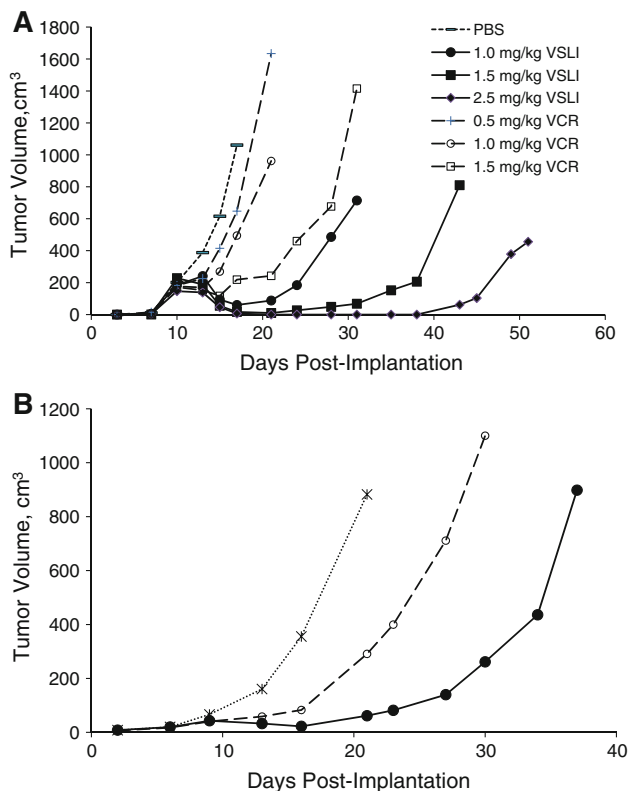 A
1800
1600
1400
1200
1000
800
600
400
200
0
Tumor Volume,cm³
0 10 20 30 40 50 60
Days Post-Implantation
PBS
1.0 mg/kg VSLI
1.5 mg/kg VSLI
2.5 mg/kg VSLI
0.5 mg/kg VCR
1.0 mg/kg VCR
1.5 mg/kg VCR
B
1200
1000
800
600
400
200
0
Tumor Volume, cm³
0 10 20 30 40
Days Post-Implantation